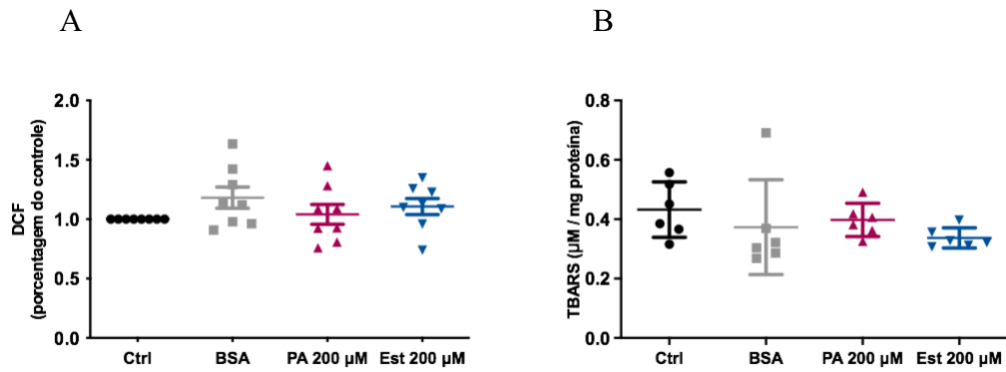 A
B
DCF
(porcentagem do controle)
2.0
1.5
1.0
0.5
0.0
Ctrl BSA PA 200 µM Est 200 µM
TBARS (µM / mg proteína)
0.8
0.6
0.4
0.2
0.0
Ctrl BSA PA 200 µM Est 200 µM